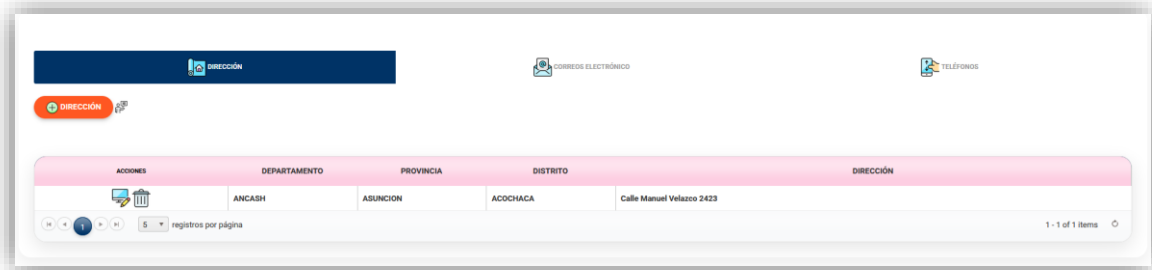 DIRECCIÓN CORREOS ELECTRÓNICO TELÉFONOS
DIRECCIÓN
ACCIONES DEPARTAMENTO PROVINCIA DISTRITO DIRECCIÓN
ANCASH ASUNCION ACOCHACA Calle Manuel Velazco 2423
1 5 registros por página 1 - 1 of 1 items